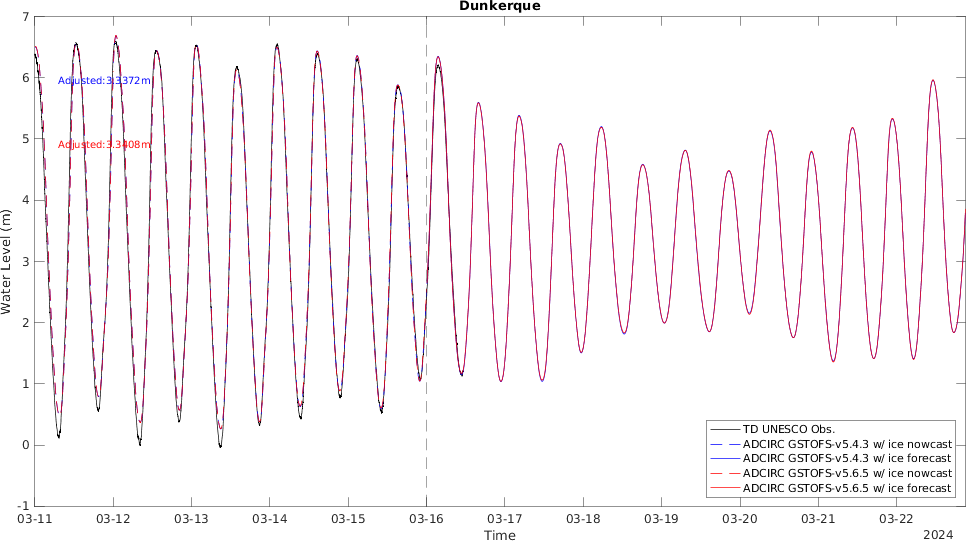 Dunkerque
7
6
5
4
3
2
1
0
-1
Water Level (m)
Adjusted:3.3372m
Adjusted:3.3408m
TD UNESCO Obs.
ADCIRC GSTOFS-v5.4.3 w/ ice nowcast
ADCIRC GSTOFS-v5.4.3 w/ ice forecast
ADCIRC GSTOFS-v5.6.5 w/ ice nowcast
ADCIRC GSTOFS-v5.6.5 w/ ice forecast
03-11 03-12 03-13 03-14 03-15 03-16 03-17 03-18 03-19 03-20 03-21 03-22
Time
2024